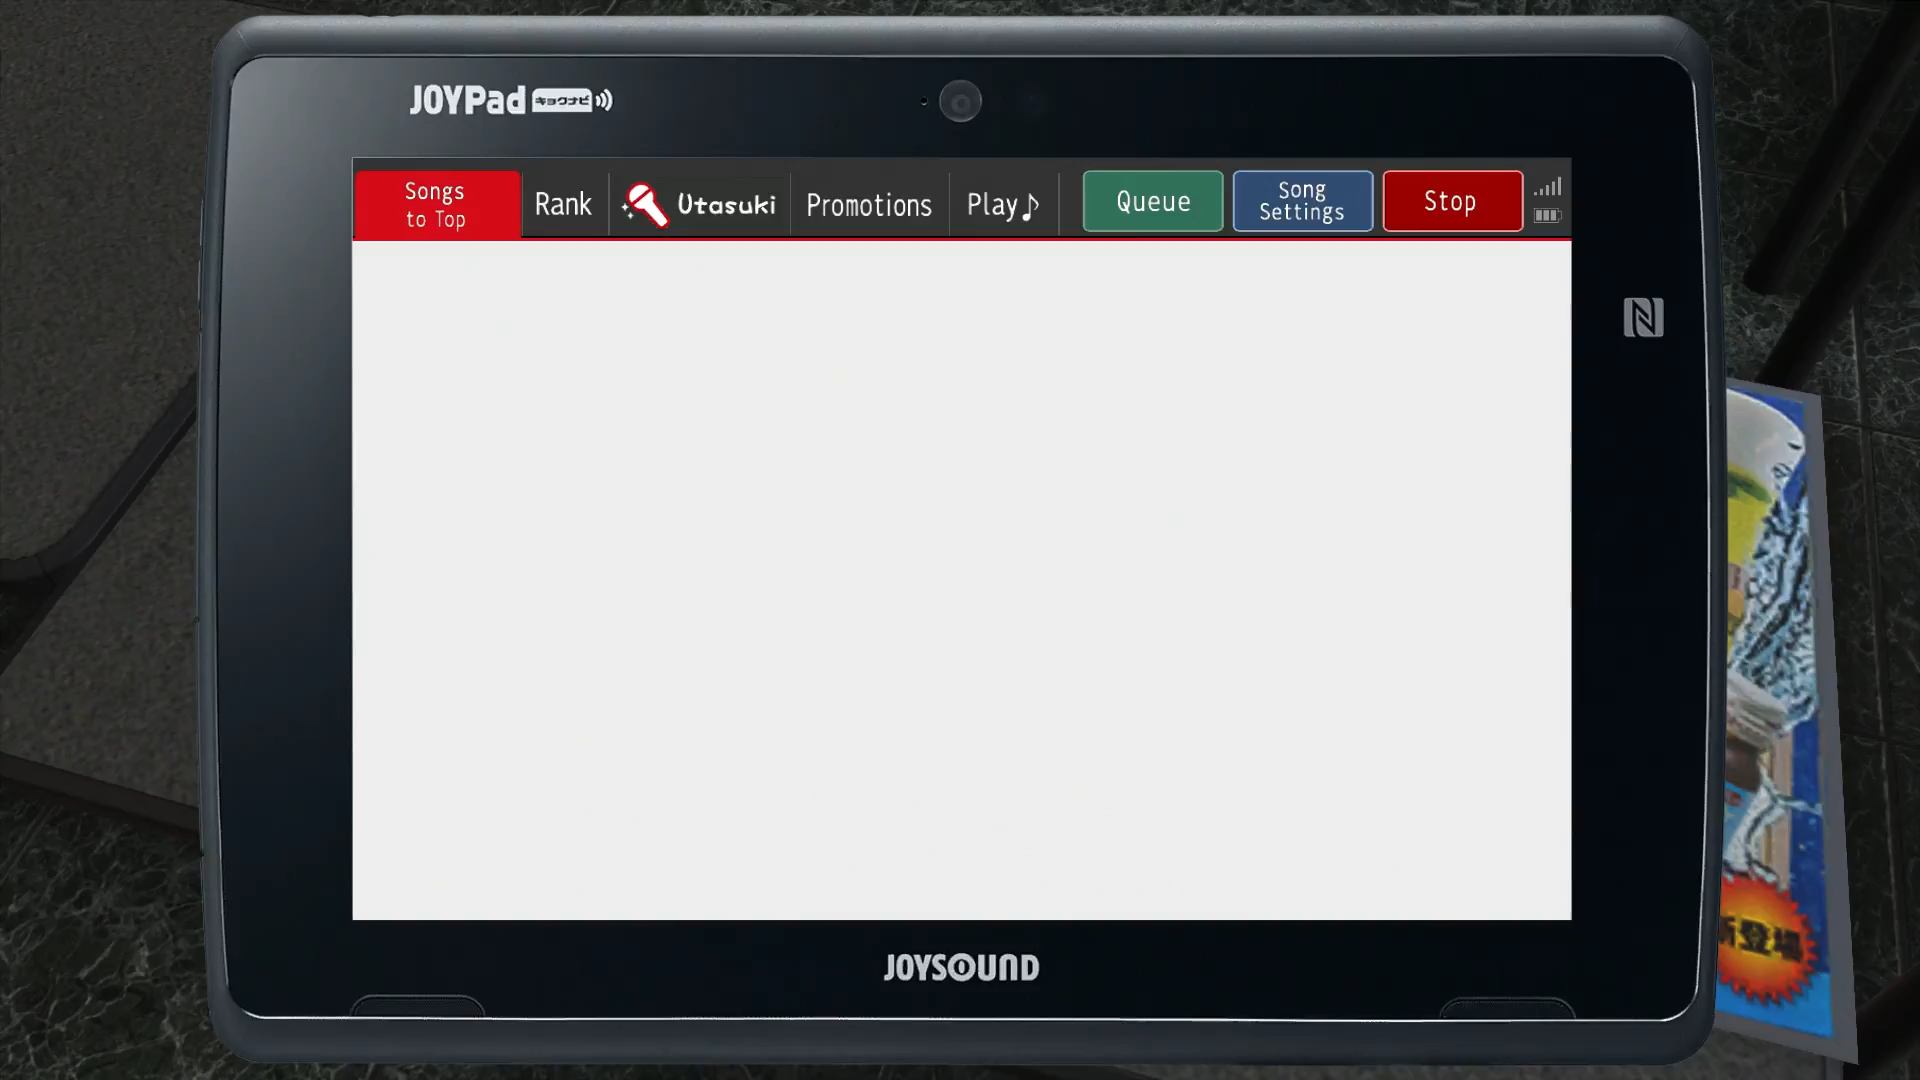 JOYPad キョクナビ
Songs
to Top
Rank
Utasuki
Promotions
Play♪
Queue
Song
Settings
Stop
JOYSOUND
新登場